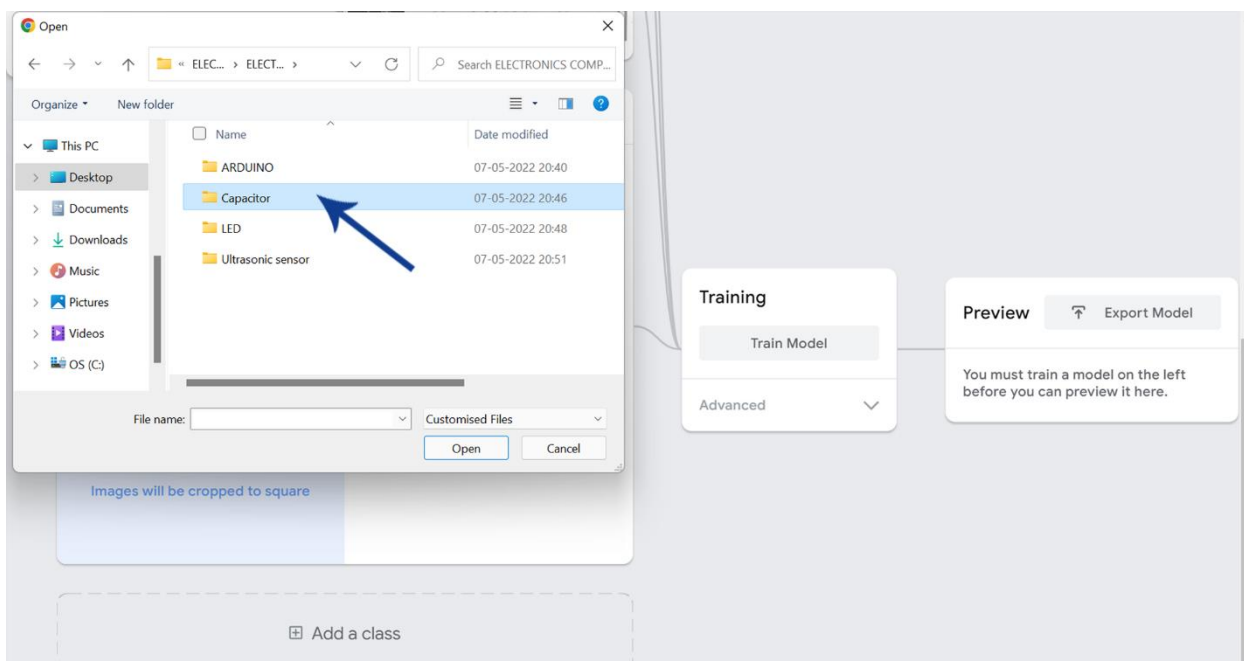 Open
« ELEC... › ELECT... ›
Search ELECTRONICS COMP...
Organize
New folder
Name
Date modified
This PC
Desktop
Documents
Downloads
Music
Pictures
Videos
OS (C:)
ARDUINO 07-05-2022 20:40
Capacitor 07-05-2022 20:46
LED 07-05-2022 20:48
Ultrasonic sensor 07-05-2022 20:51
File name:
Customised Files
Open
Cancel
Images will be cropped to square
Add a class
Training
Train Model
Advanced
Preview
Export Model
You must train a model on the left
before you can preview it here.